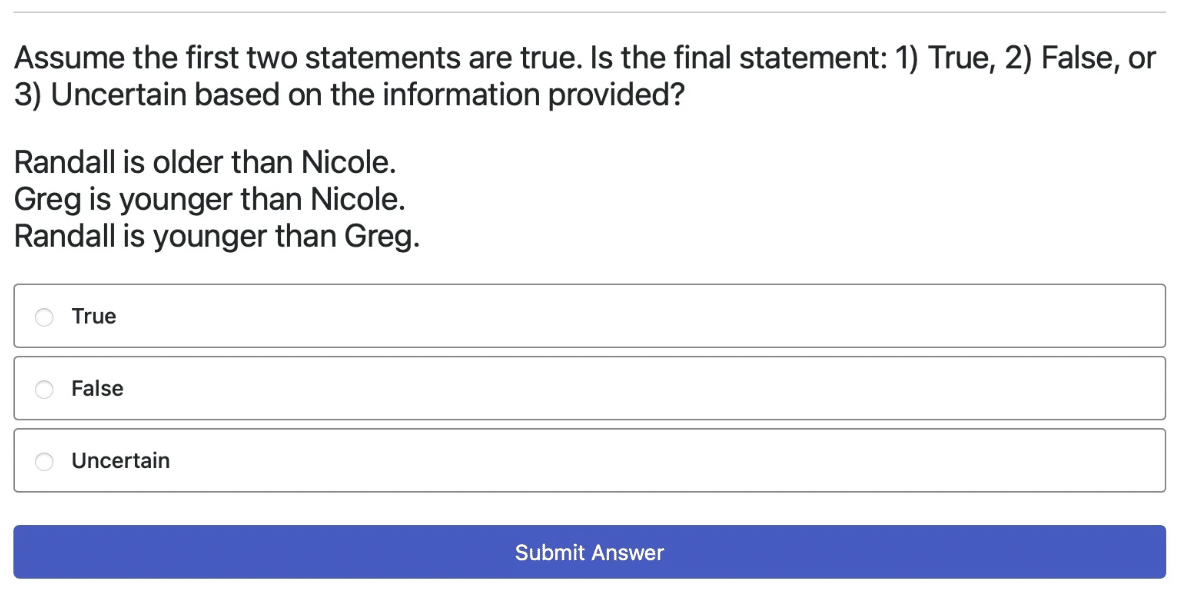 Assume the first two statements are true. Is the final statement: 1) True, 2) False, or
3) Uncertain based on the information provided?
Randall is older than Nicole.
Greg is younger than Nicole.
Randall is younger than Greg.
True
False
Uncertain
Submit Answer